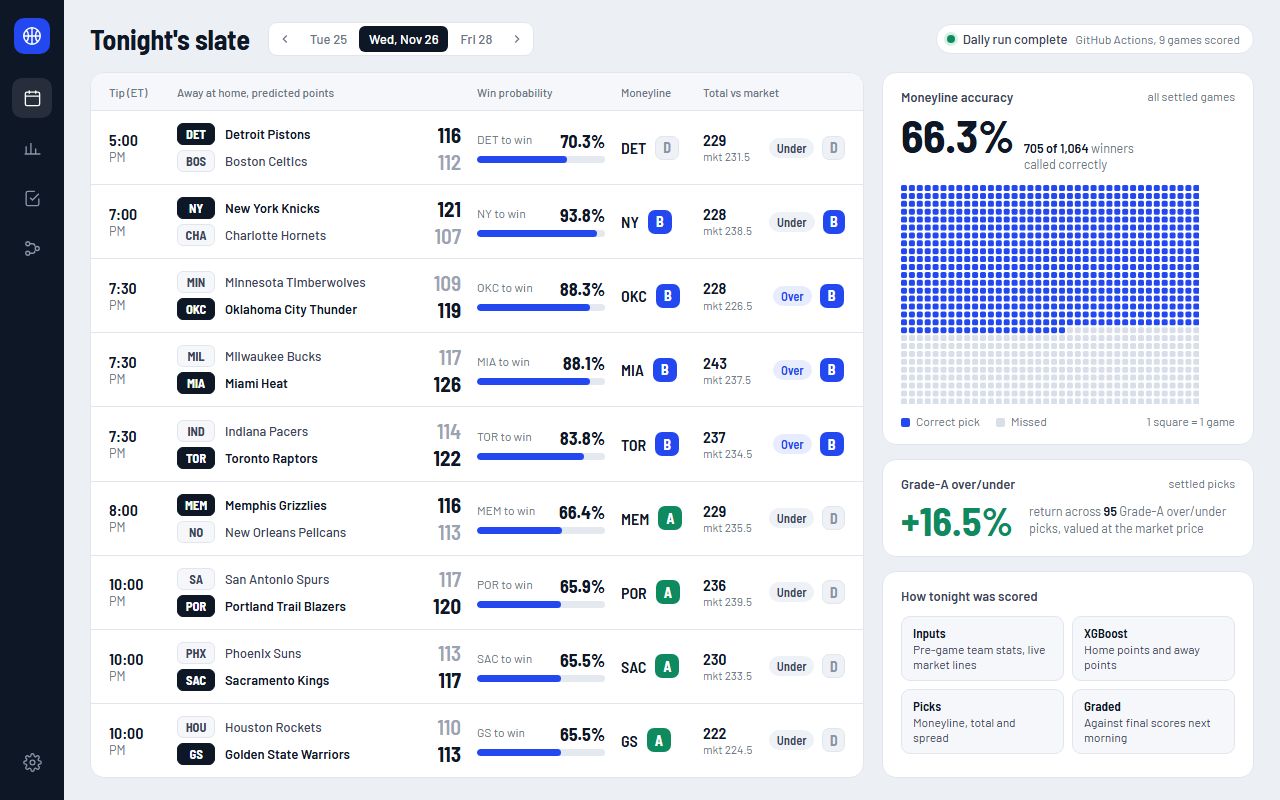 Tonight's slate
Tue 25 Wed, Nov 26 Fri 28
Daily run complete GitHub Actions, 9 games scored
Tip (ET) Away at home, predicted points Win probability Moneyline Total vs market
5:00 PM
DET Detroit Pistons 116
BOS Boston Celtics 112
DET to win 70.3%
DET D
229
mkt 231.5
Under D
7:00 PM
NY New York Knicks 121
CHA Charlotte Hornets 107
NY to win 93.8%
NY B
228
mkt 238.5
Under B
7:30 PM
MIN Minnesota Timberwolves 109
OKC Oklahoma City Thunder 119
OKC to win 88.3%
OKC B
228
mkt 226.5
Over B
7:30 PM
MIL Milwaukee Bucks 117
MIA Miami Heat 126
MIA to win 88.1%
MIA B
243
mkt 237.5
Over B
7:30 PM
IND Indiana Pacers 114
TOR Toronto Raptors 122
TOR to win 83.8%
TOR B
237
mkt 234.5
Over B
8:00 PM
MEM Memphis Grizzlies 116
NO New Orleans Pelicans 113
MEM to win 66.4%
MEM A
229
mkt 235.5
Under D
10:00 PM
SA San Antonio Spurs 117
POR Portland Trail Blazers 120
POR to win 65.9%
POR A
236
mkt 239.5
Under D
10:00 PM
PHX Phoenix Suns 113
SAC Sacramento Kings 117
SAC to win 65.5%
SAC A
230
mkt 233.5
Under D
10:00 PM
HOU Houston Rockets 110
GS Golden State Warriors 113
GS to win 65.5%
GS A
222
mkt 224.5
Under D
Moneyline accuracy all settled games
66.3% 705 of 1,064 winners
called correctly
Correct pick Missed 1 square = 1 game
Grade-A over/under settled picks
+16.5% return across 95 Grade-A over/under
picks, valued at the market price
How tonight was scored
Inputs
Pre-game team stats, live
market lines
XGBoost
Home points and away
points
Picks
Moneyline, total and
spread
Graded
Against final scores next
morning